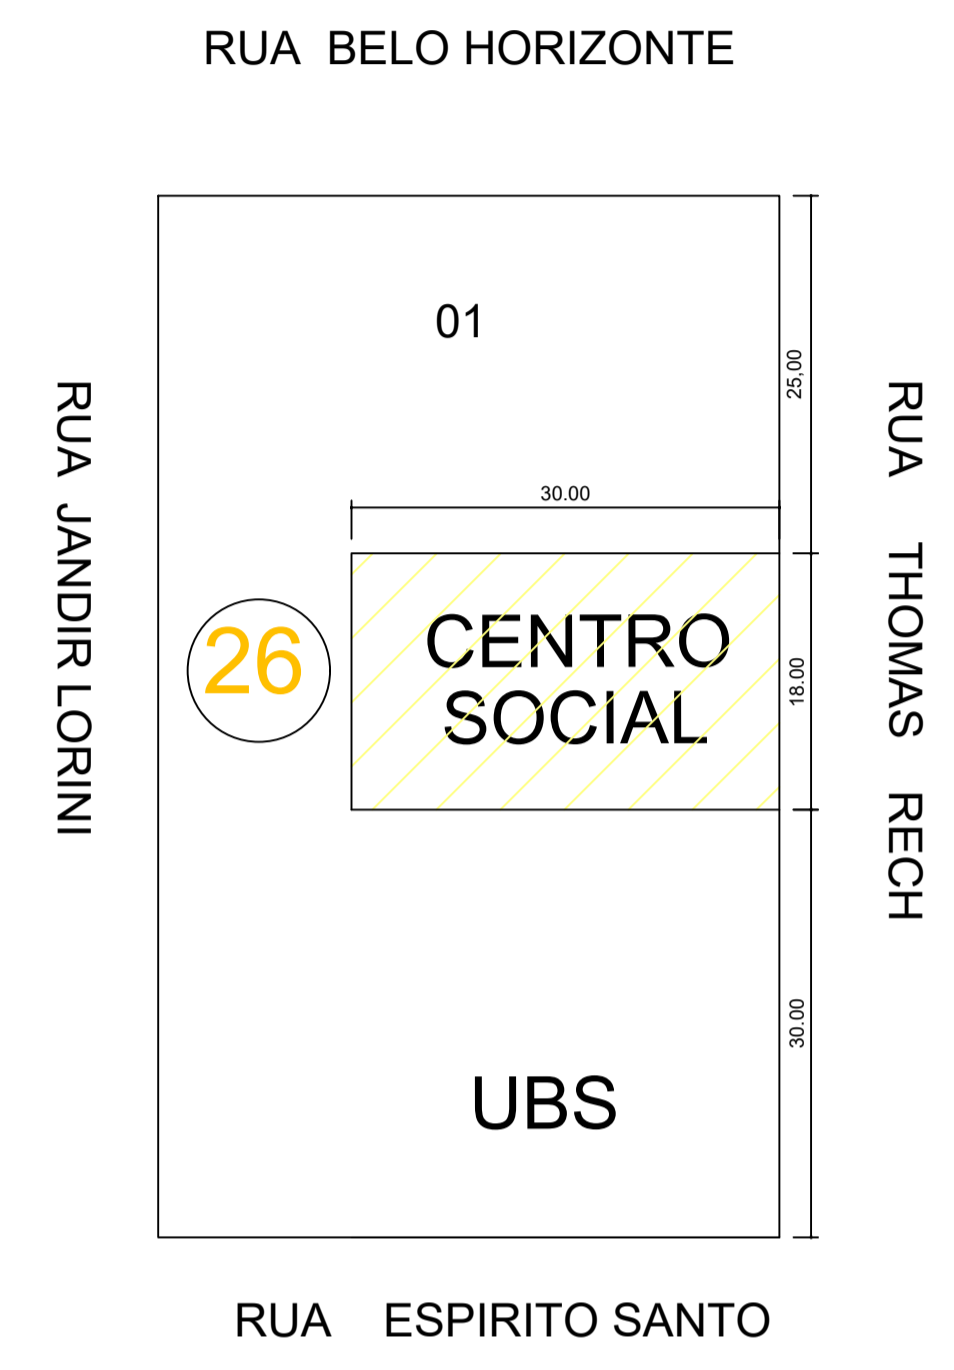 RUA BELO HORIZONTE
01
25,00
RUA JANDIR LORINI
RUA THOMAS RECH
30.00
26
CENTRO
SOCIAL
18.00
30.00
UBS
RUA ESPIRITO SANTO